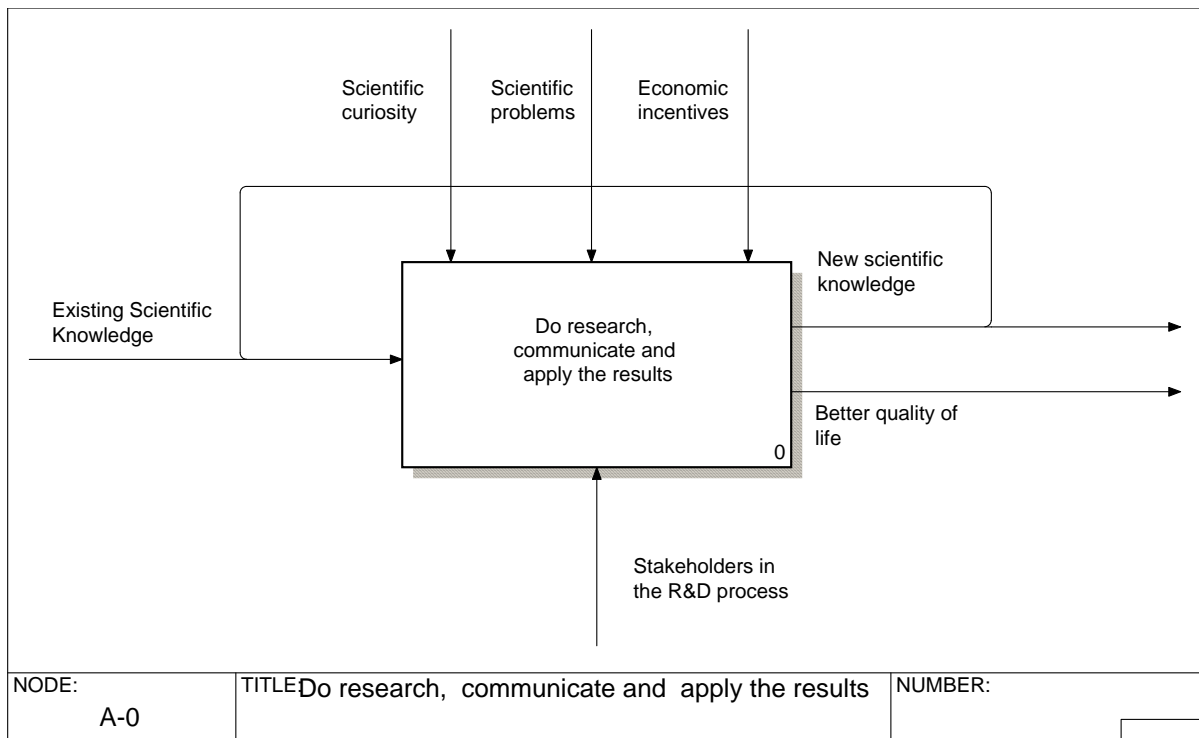 Scientific
curiosity
Scientific
problems
Economic
incentives
Existing Scientific
Knowledge
Do research,
communicate and
apply the results
0
New scientific
knowledge
Better quality of
life
Stakeholders in
the R&D process
NODE:
A-0
TITLE:
Do research, communicate and apply the results
NUMBER: